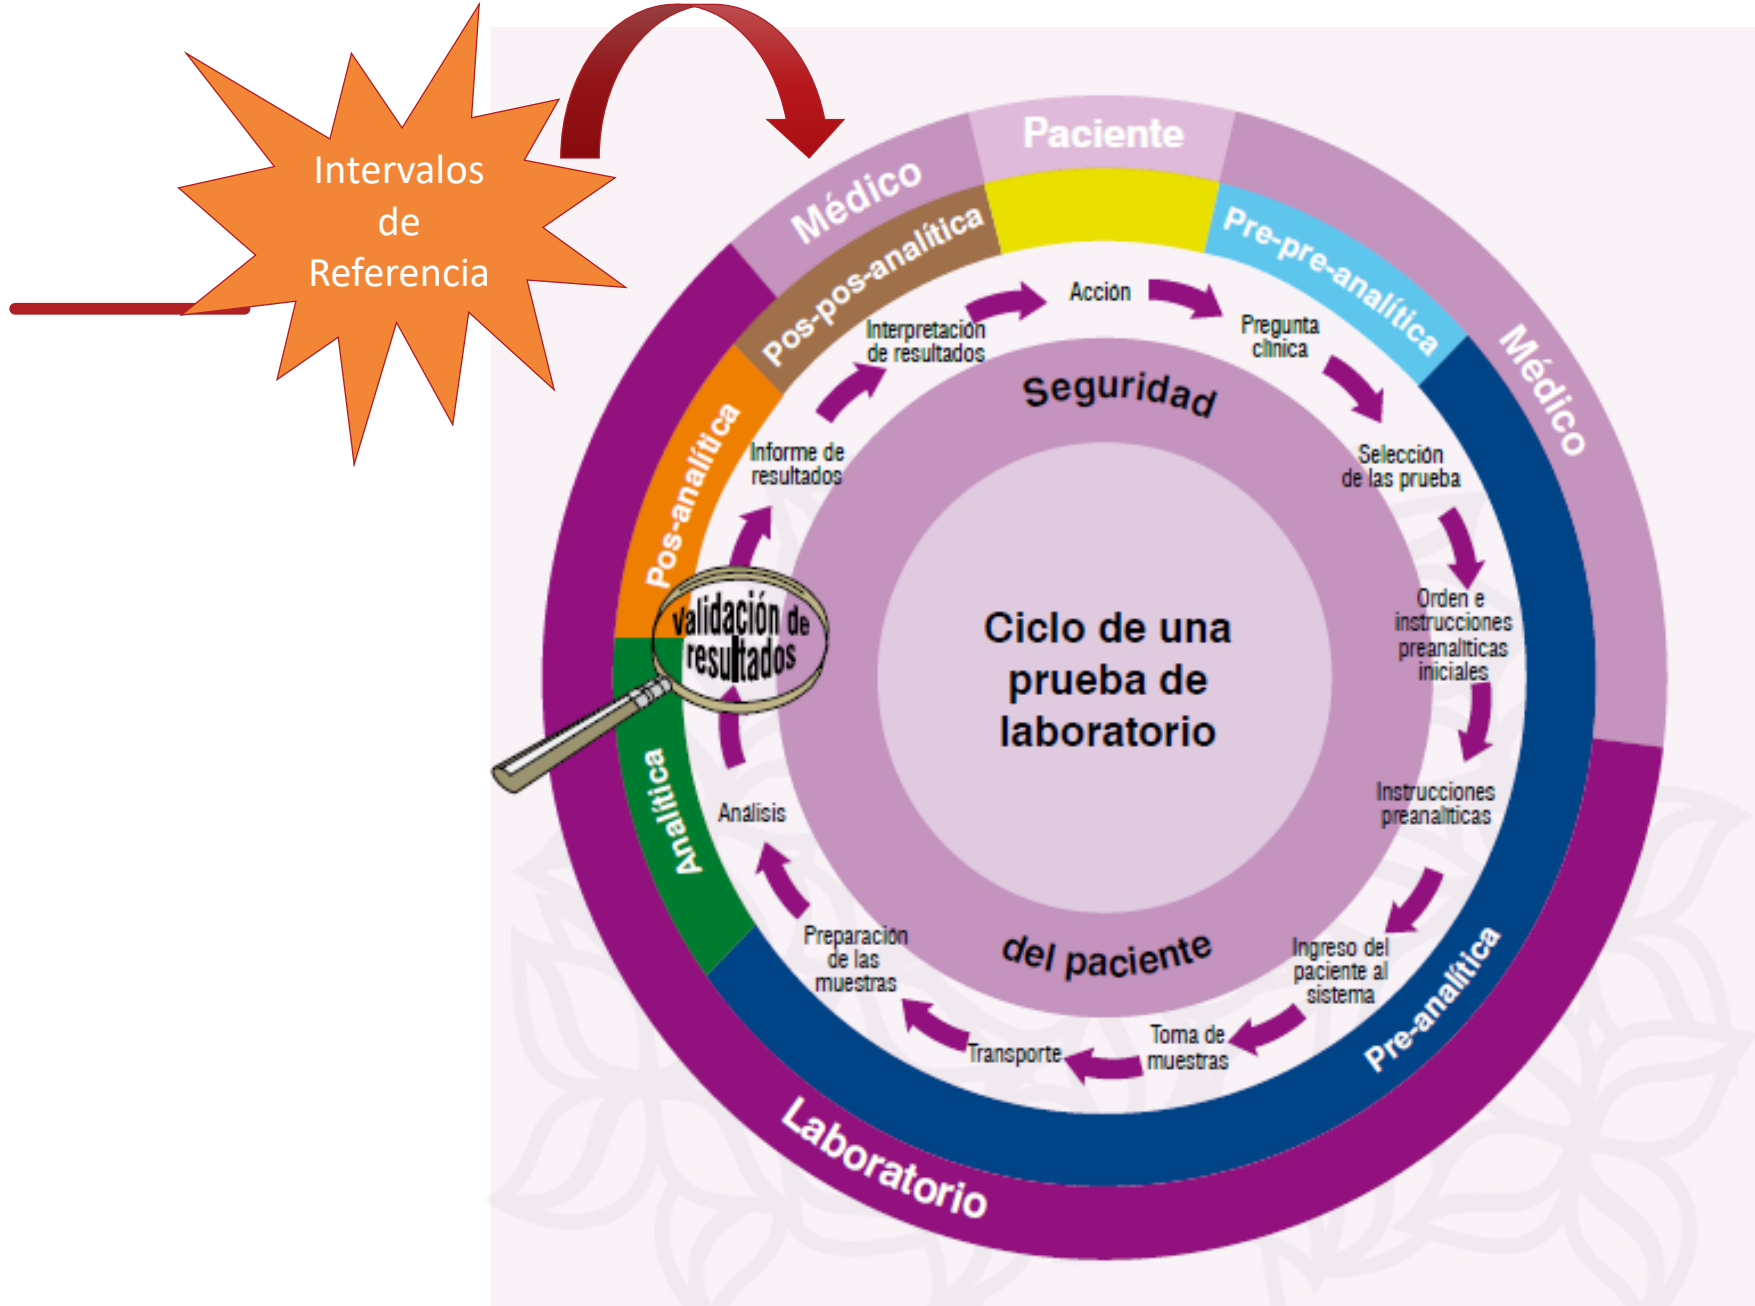 Intervalos
de
Referencia
Paciente
Médico
Médico
Laboratorio
Pre-pre-analítica
Pre-analítica
Analítica
Pos-analítica
Pos-pos-analítica
Acción
Pregunta
clínica
Selección
de las prueba
Orden e
instrucciones
preanalíticas
iniciales
Instrucciones
preanalíticas
Ingreso del
paciente al
sistema
Toma de
muestras
Transporte
Preparación
de las
muestras
Análisis
Validación de
resultados
Informe de
resultados
Interpretación
de resultados
Seguridad
del paciente
Ciclo de una
prueba de
laboratorio